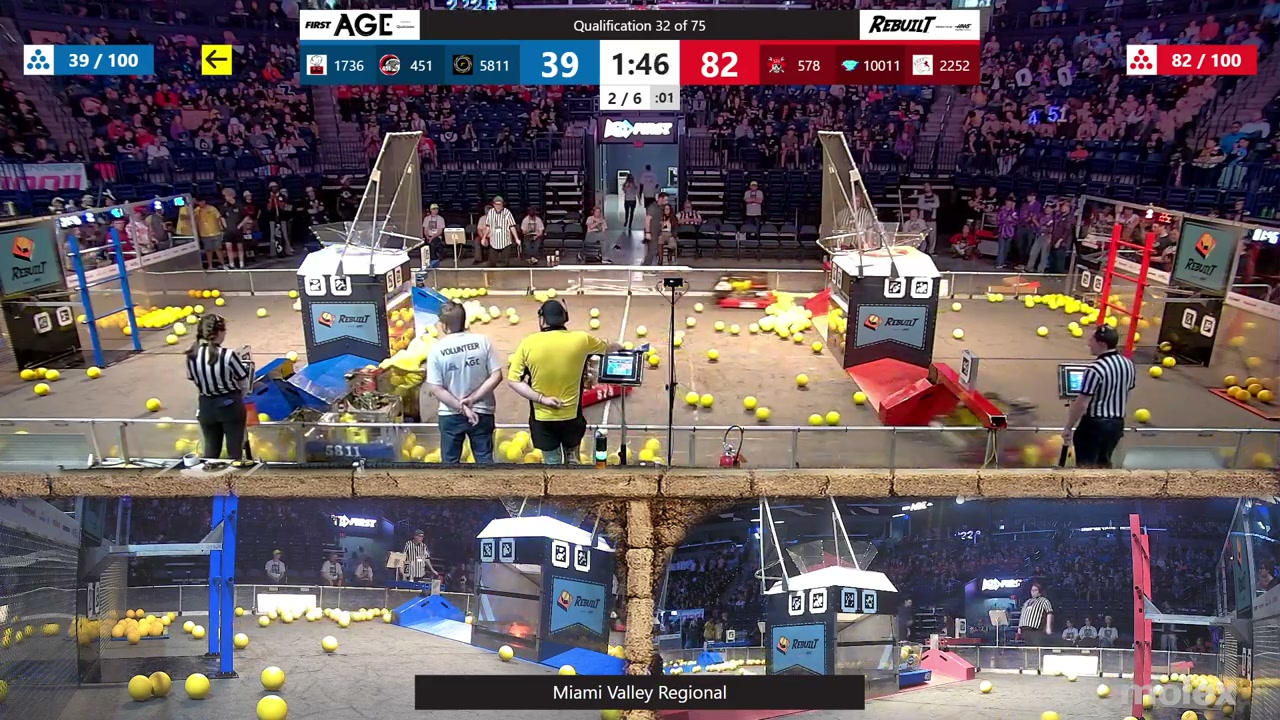 FIRST AGE
Qualification 32 of 75
REBUILT
39 / 100
1736
451
5811
39
1:46
82
578
10011
2252
82 / 100
2 / 6
:01
FIRST
REBUILT
REBUILT
REBUILT
REBUILT
VOLUNTEER
AGE
5811
578
FIRST
REBUILT
REBUILT
FIRST
Miami Valley Regional
molex